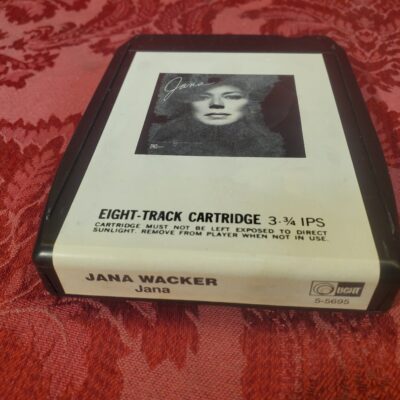 Jana
EIGHT-TRACK CARTRIDGE 3-¾ IPS
CARTRIDGE MUST NOT BE LEFT EXPOSED TO DIRECT
SUNLIGHT. REMOVE FROM PLAYER WHEN NOT IN USE.
JANA WACKER
Jana
LIGHT
S-5695